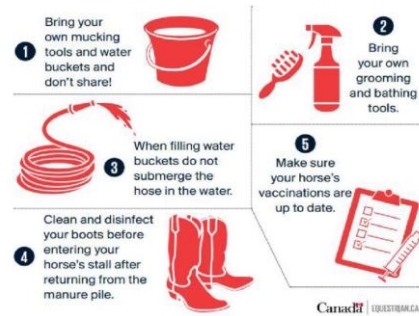 1
Bring your
own mucking
tools and water
buckets and
don't share!
2
Bring
your own
grooming
and bathing
tools.
3
When filling water
buckets do not
submerge the
hose in the water.
4
Clean and disinfect
your boots before
entering your
horse's stall after
returning from the
manure pile.
5
Make sure
your horse's
vaccinations are
up to date.
Canada
EQUESTRIAN.CA